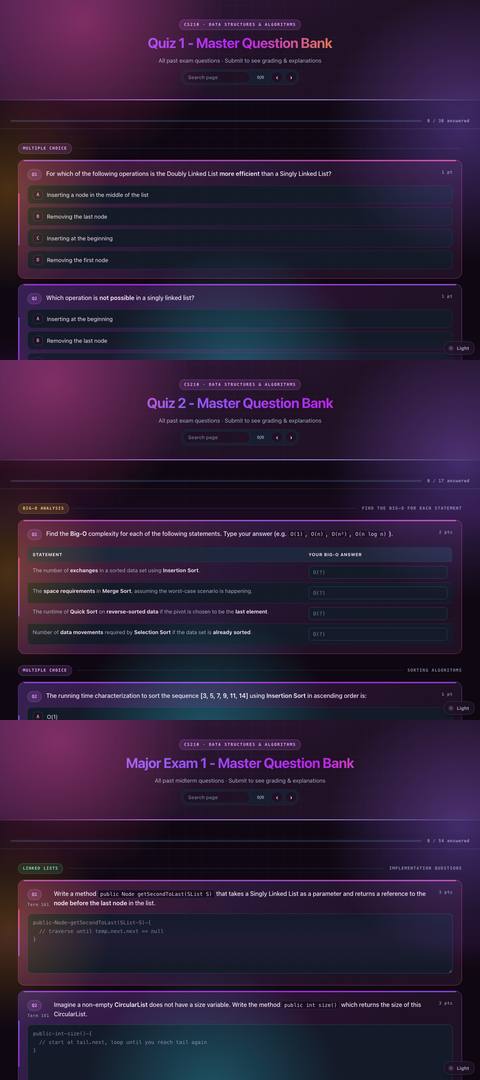 CS210 · DATA STRUCTURES & ALGORITHMS
Quiz 1 - Master Question Bank
All past exam questions · Submit to see grading & explanations
Search page 0/0 ‹ ›
0 / 38 answered
MULTIPLE CHOICE
Q1 For which of the following operations is the Doubly Linked List more efficient than a Singly Linked List? 1 pt
A Inserting a node in the middle of the list
B Removing the last node
C Inserting at the beginning
D Removing the first node
Q2 Which operation is not possible in a singly linked list? 1 pt
A Inserting at the beginning
B Removing the last node
Light
CS210 · DATA STRUCTURES & ALGORITHMS
Quiz 2 - Master Question Bank
All past exam questions · Submit to see grading & explanations
Search page 0/0 ‹ ›
0 / 17 answered
BIG-O ANALYSIS FIND THE BIG-O FOR EACH STATEMENT
Q1 Find the Big-O complexity for each of the following statements. Type your answer (e.g. O(1), O(n), O(n²), O(n log n)). 2 pts
STATEMENT YOUR BIG-O ANSWER
The number of exchanges in a sorted data set using Insertion Sort. O(?)
The space requirements in Merge Sort, assuming the worst-case scenario is happening. O(?)
The runtime of Quick Sort on reverse-sorted data if the pivot is chosen to be the last element. O(?)
Number of data movements required by Selection Sort if the data set is already sorted. O(?)
MULTIPLE CHOICE SORTING ALGORITHMS
Q2 The running time characterization to sort the sequence [3, 5, 7, 9, 11, 14] using Insertion Sort in ascending order is: 1 pt
A O(1)
Light
CS210 · DATA STRUCTURES & ALGORITHMS
Major Exam 1 - Master Question Bank
All past midterm questions · Submit to see grading & explanations
Search page 0/0 ‹ ›
0 / 54 answered
LINKED LISTS IMPLEMENTATION QUESTIONS
Q1 Write a method public Node getSecondToLast(SList S) that takes a Singly Linked List as a parameter and returns a reference to the 3 pts
Term 161 node before the last node in the list.
public·Node·getSecondToLast(SList·S)·{
// traverse until temp.next.next == null
}
Q2 Imagine a non-empty CircularList does not have a size variable. Write the method public int size() which returns the size of this 3 pts
Term 161 CircularList.
public·int·size()·{
// start at tail.next, loop until you reach tail again
}
Light